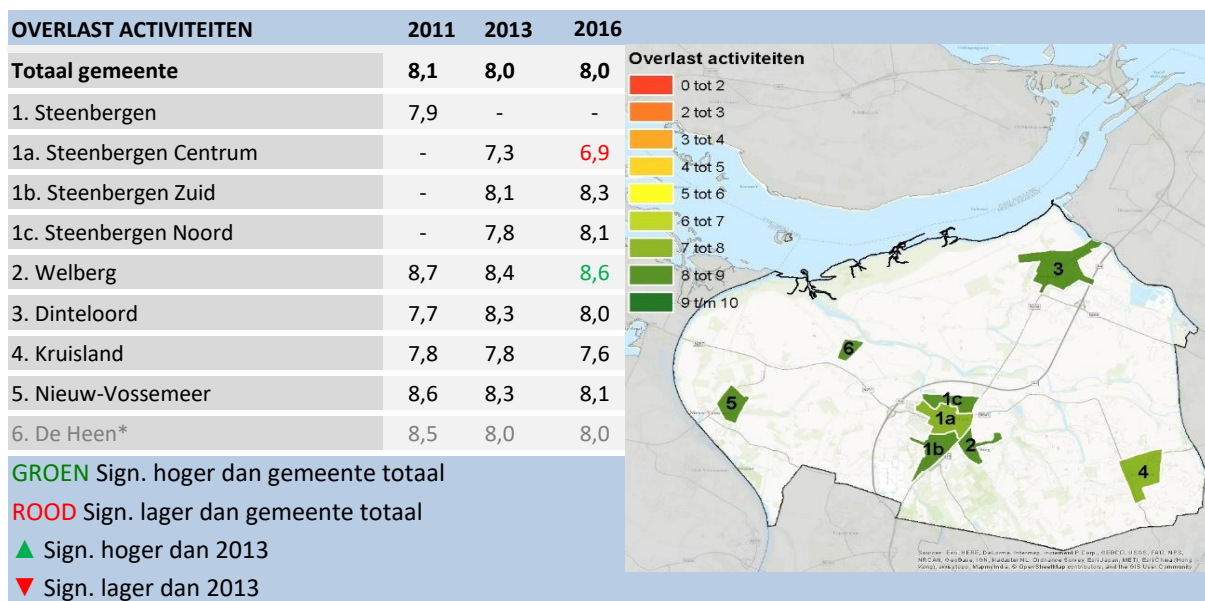 OVERLAST ACTIVITEITEN 2011 2013 2016
Totaal gemeente 8,1 8,0 8,0
1. Steenbergen 7,9 - -
1a. Steenbergen Centrum - 7,3 6,9
1b. Steenbergen Zuid - 8,1 8,3
1c. Steenbergen Noord - 7,8 8,1
2. Welberg 8,7 8,4 8,6
3. Dinteloord 7,7 8,3 8,0
4. Kruisland 7,8 7,8 7,6
5. Nieuw-Vossemeer 8,6 8,3 8,1
6. De Heen* 8,5 8,0 8,0
GROEN Sign. hoger dan gemeente totaal
ROOD Sign. lager dan gemeente totaal
▲ Sign. hoger dan 2013
▼ Sign. lager dan 2013
Overlast activiteiten
0 tot 2
2 tot 3
3 tot 4
4 tot 5
5 tot 6
6 tot 7
7 tot 8
8 tot 9
9 t/m 10
3
6
5
1c
1a
1b
2
4